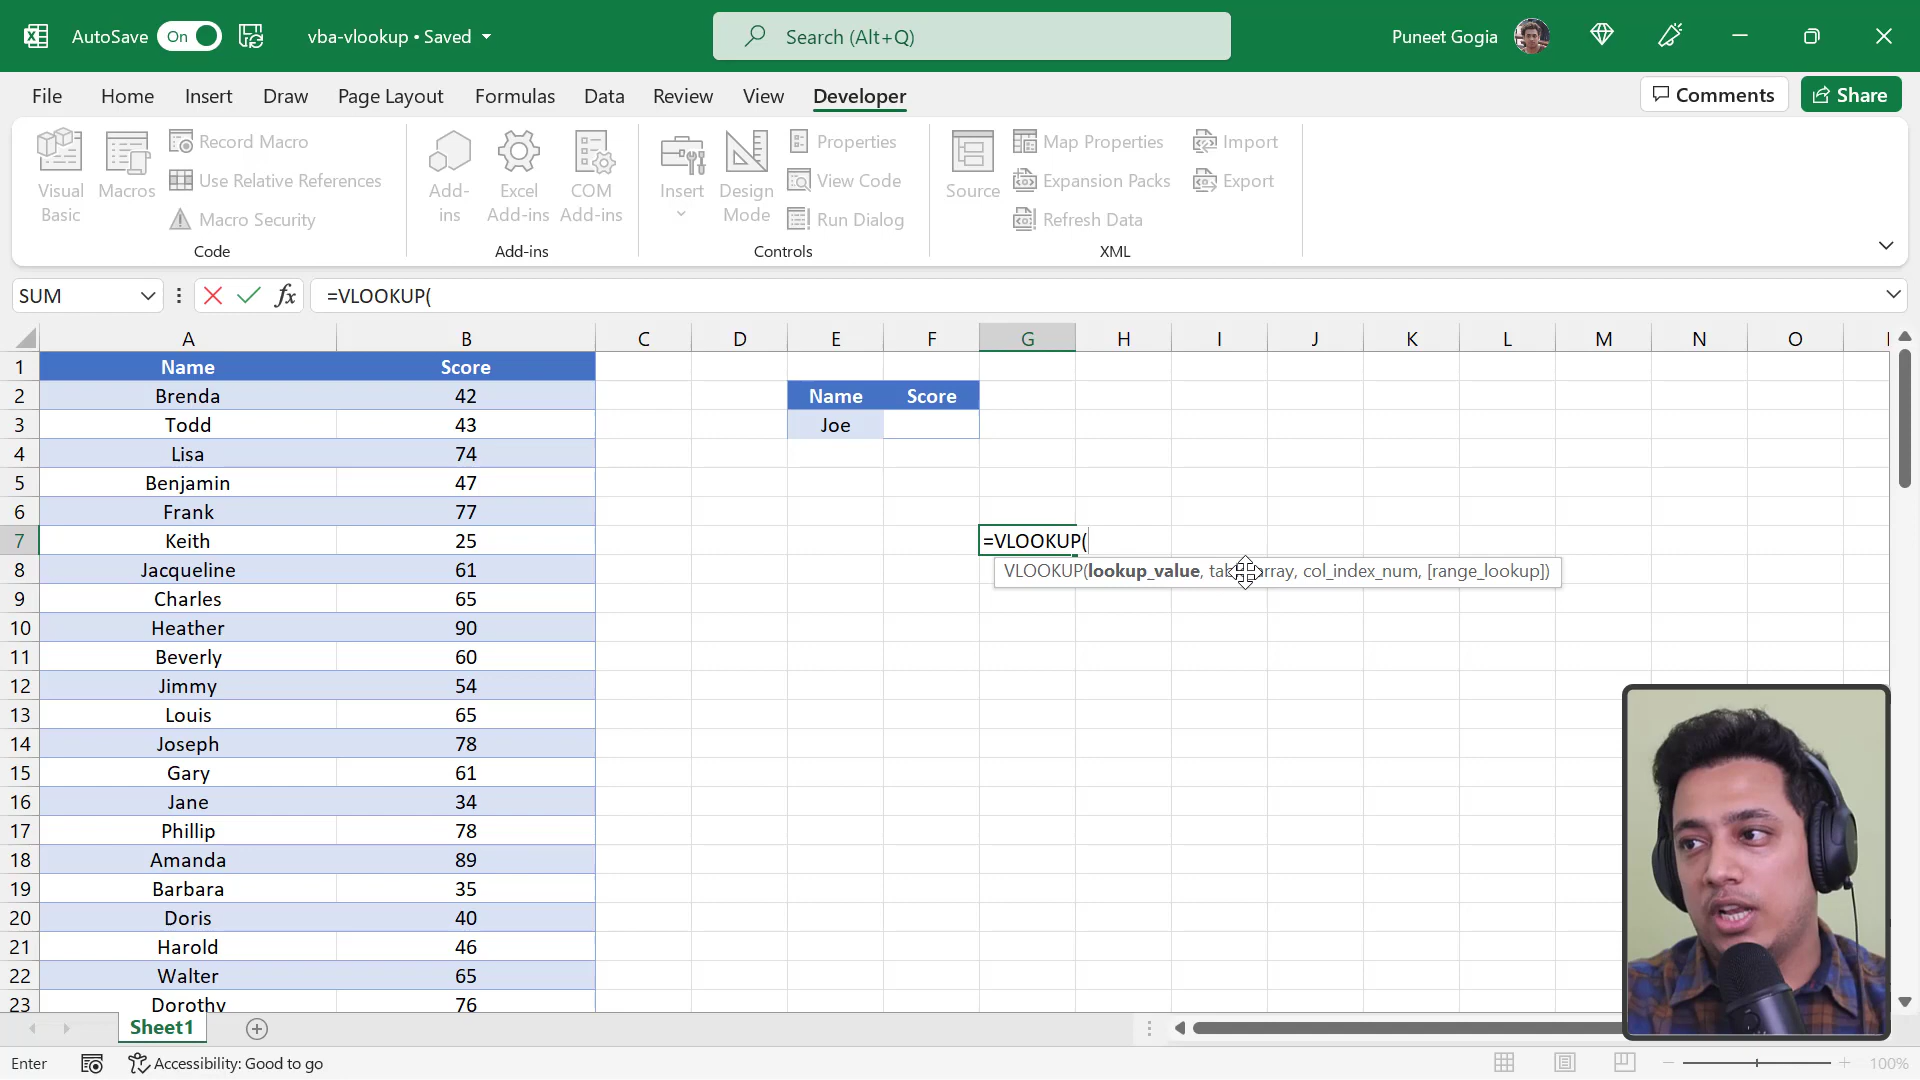 AutoSave On vba-vlookup • Saved Search (Alt+Q) Puneet Gogia
File Home Insert Draw Page Layout Formulas Data Review View Developer Comments Share
Visual Basic
Macros
Record Macro
Use Relative References
Macro Security
Code
Add-ins
Excel Add-ins
COM Add-ins
Add-ins
Insert
Design Mode
Properties
View Code
Run Dialog
Controls
Source
Map Properties
Expansion Packs
Refresh Data
Import
Export
XML
SUM fx =VLOOKUP(
A B C D E F G H I J K L M N O
1 Name Score
2 Brenda 42 Name Score
3 Todd 43 Joe
4 Lisa 74
5 Benjamin 47
6 Frank 77
7 Keith 25 =VLOOKUP(
8 Jacqueline 61 VLOOKUP(lookup_value, table_array, col_index_num, [range_lookup])
9 Charles 65
10 Heather 90
11 Beverly 60
12 Jimmy 54
13 Louis 65
14 Joseph 78
15 Gary 61
16 Jane 34
17 Phillip 78
18 Amanda 89
19 Barbara 35
20 Doris 40
21 Harold 46
22 Walter 65
23 Dorothy 76
Sheet1
Enter Accessibility: Good to go 100%